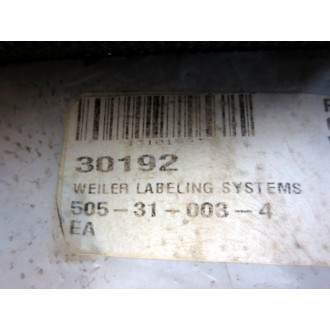 30192
WEILER LABELING SYSTEMS
505-31-003-4
EA